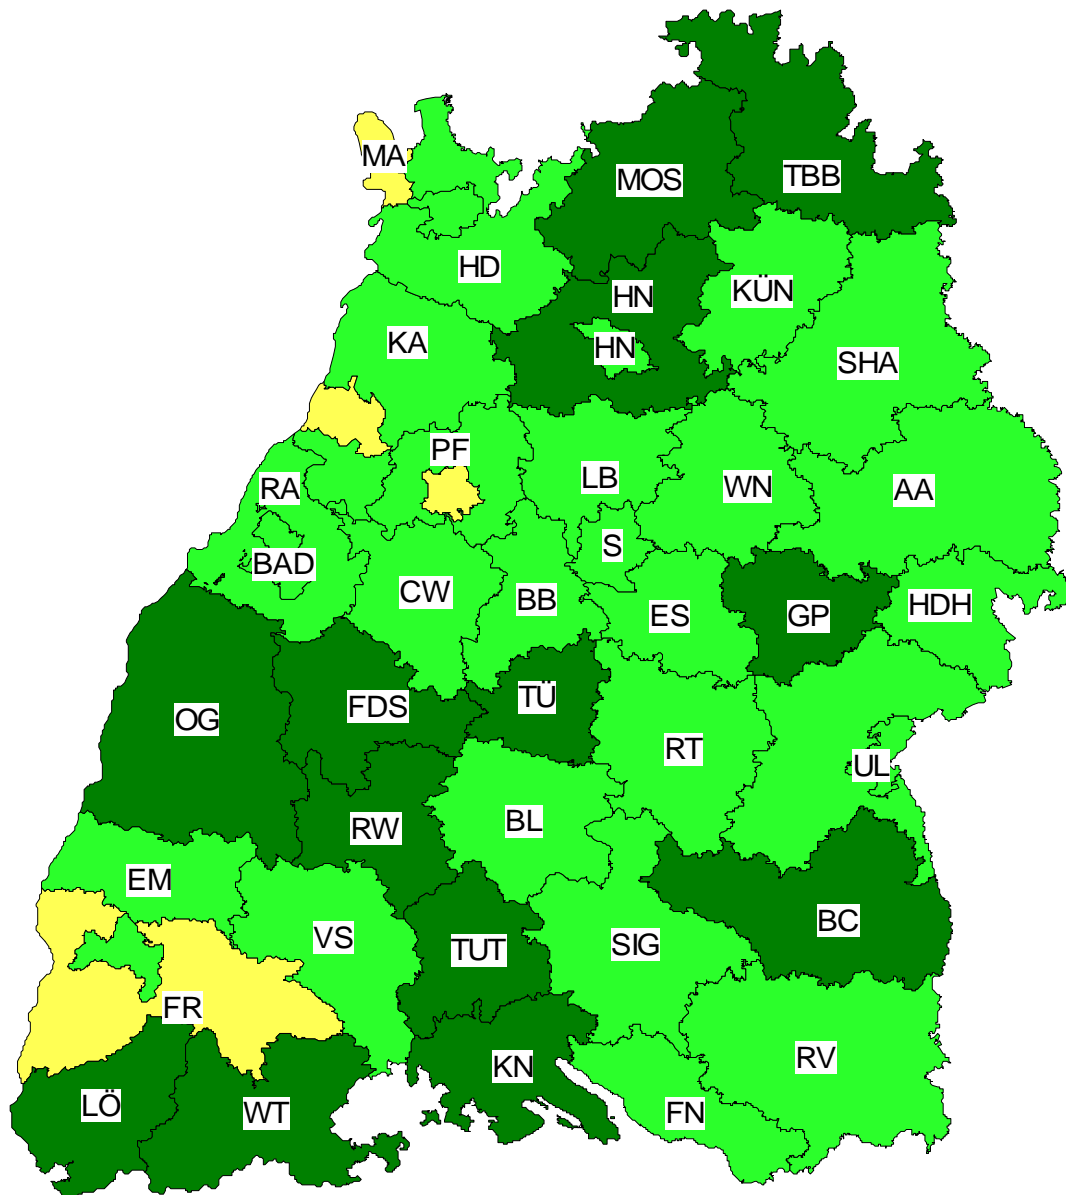 MA
MOS
TBB
HD
HN
KÜN
KA
HN
SHA
PF
RA
LB
WN
AA
S
BAD
CW
BB
ES
GP
HDH
OG
FDS
TÜ
RT
UL
RW
BL
EM
VS
TUT
SIG
BC
FR
KN
RV
LÖ
WT
FN